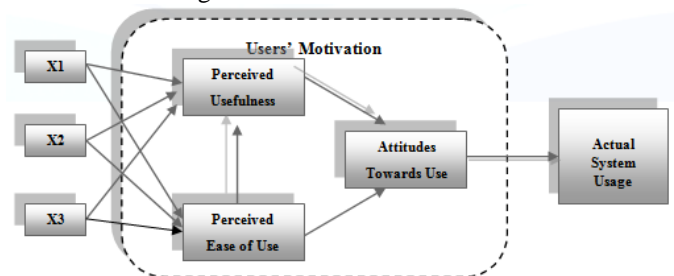 Users' Motivation
X1
Perceived
Usefulness
X2
Attitudes
Towards Use
Actual
System
Usage
X3
Perceived
Ease of Use